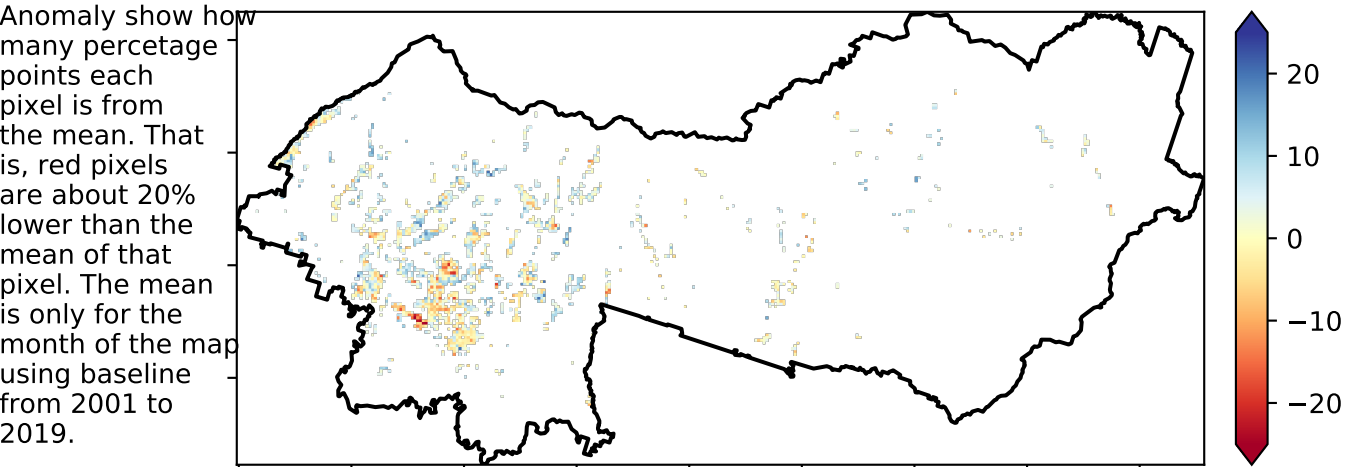 Anomaly show how
many percetage
points each
pixel is from
the mean. That
is, red pixels
are about 20%
lower than the
mean of that
pixel. The mean
is only for the
month of the map
using baseline
from 2001 to
2019.
20
10
0
−10
−20